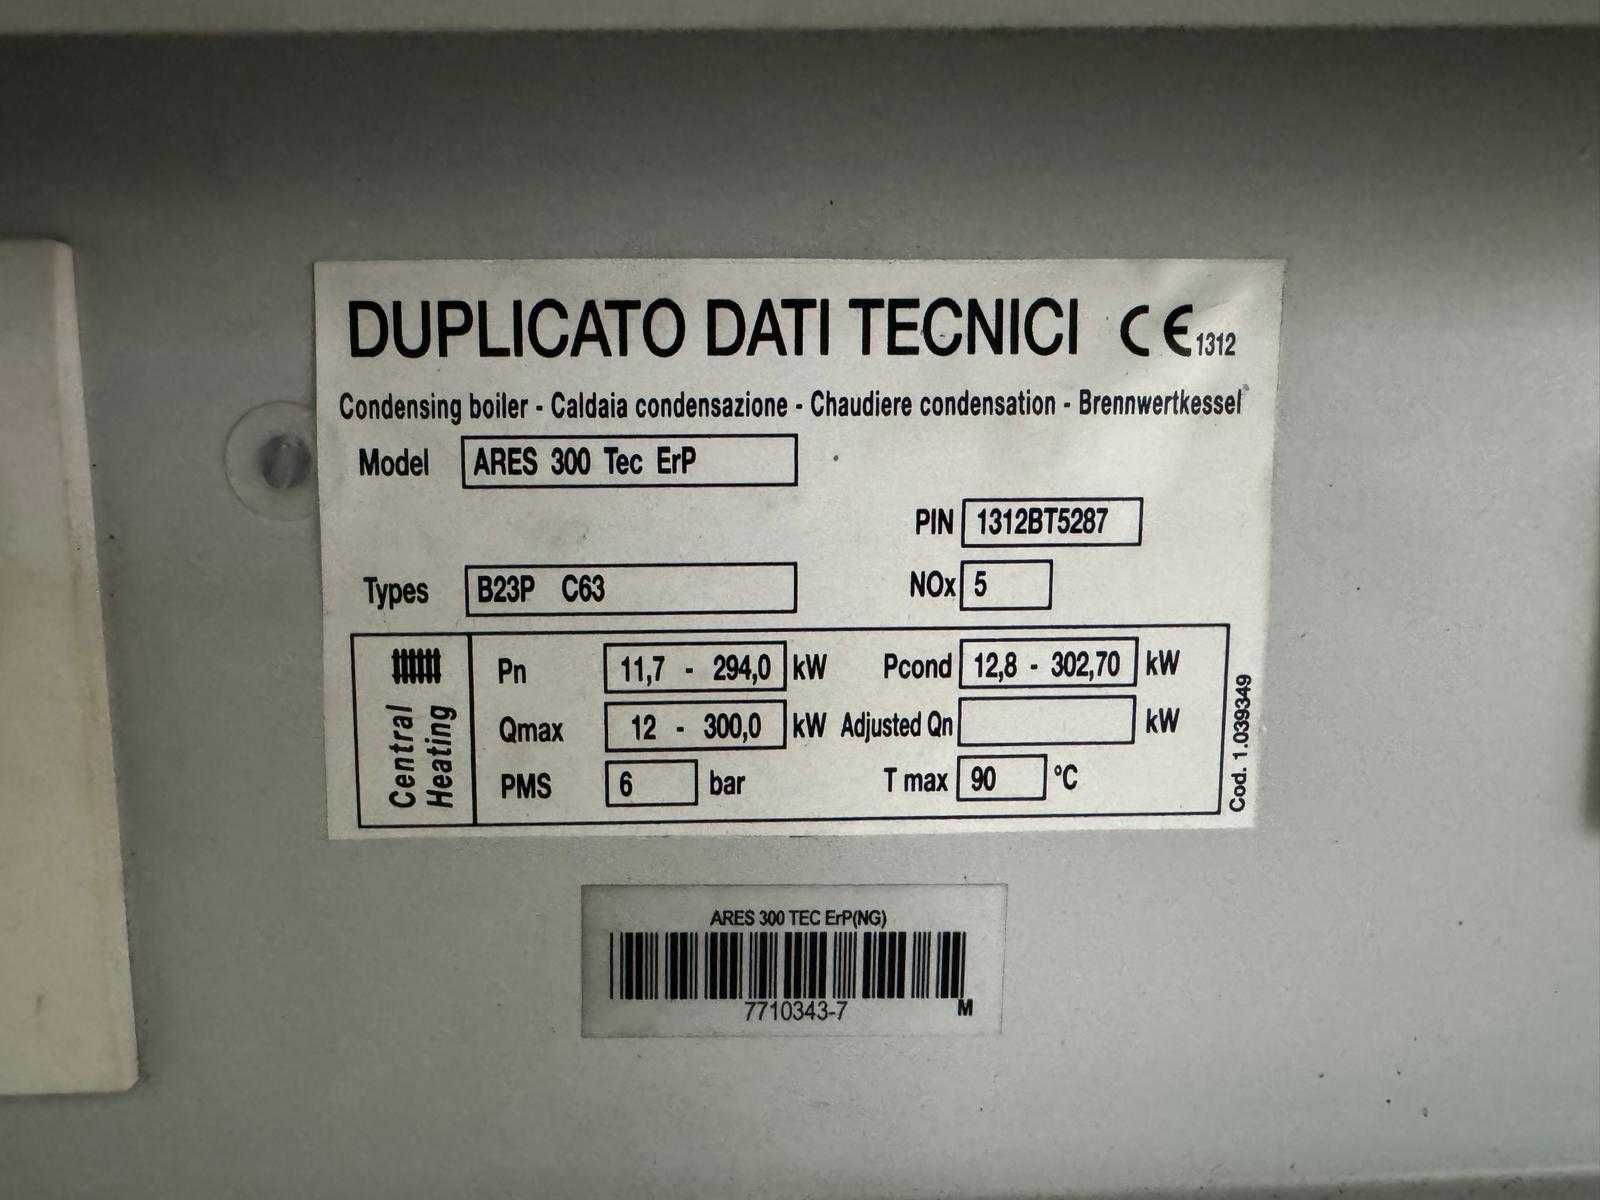 DUPLICATO DATI TECNICI CE 1312
Condensing boiler - Caldaia condensazione - Chaudiere condensation - Brennwertkessel
Model ARES 300 Tec ErP
PIN 1312BT5287
Types B23P C63 NOx 5
Central Heating
Pn 11,7 - 294,0 kW Pcond 12,8 - 302,70 kW
Qmax 12 - 300,0 kW Adjusted Qn kW
PMS 6 bar T max 90 °C
Cod. 1.039349
ARES 300 TEC ErP(NG)
7710343-7 M